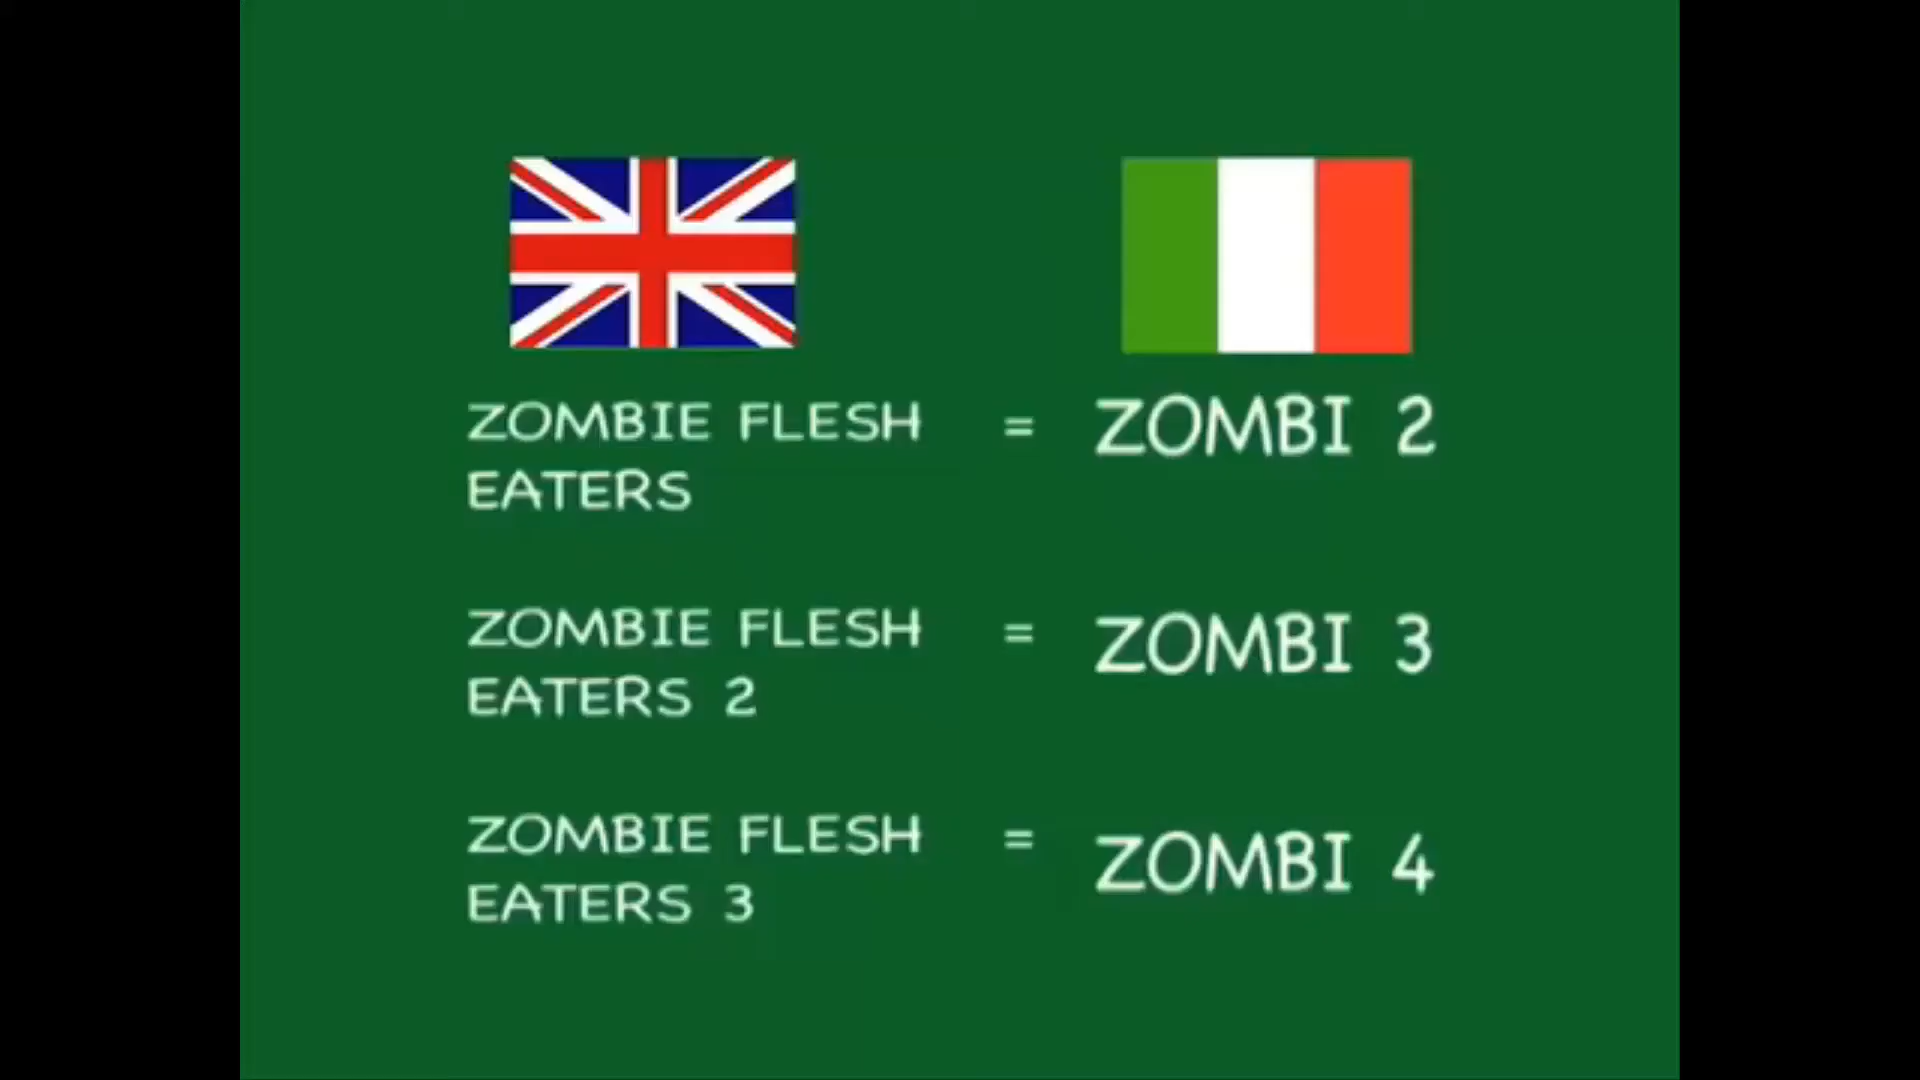 ZOMBIE FLESH EATERS = ZOMBI 2
ZOMBIE FLESH EATERS 2 = ZOMBI 3
ZOMBIE FLESH EATERS 3 = ZOMBI 4